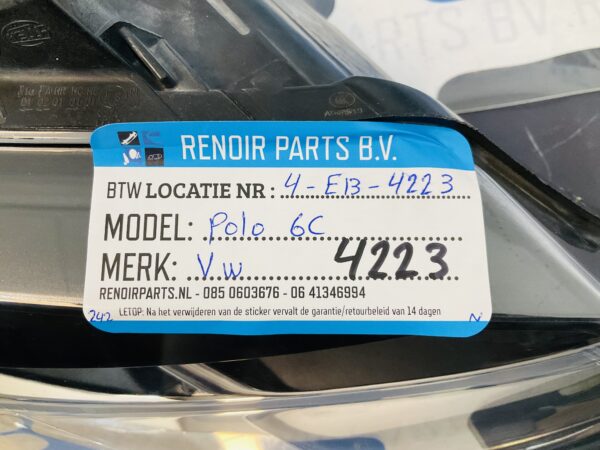 RENOIR PARTS B.V.
BTW LOCATIE NR : 4-E13-4223
MODEL: Polo 6C
MERK: VW 4223
RENOIRPARTS.NL - 085 0603676 - 06 41346994
LETOP: Na het verwijderen van de sticker vervalt de garantie/retourbeleid van 14 dagen
242 N